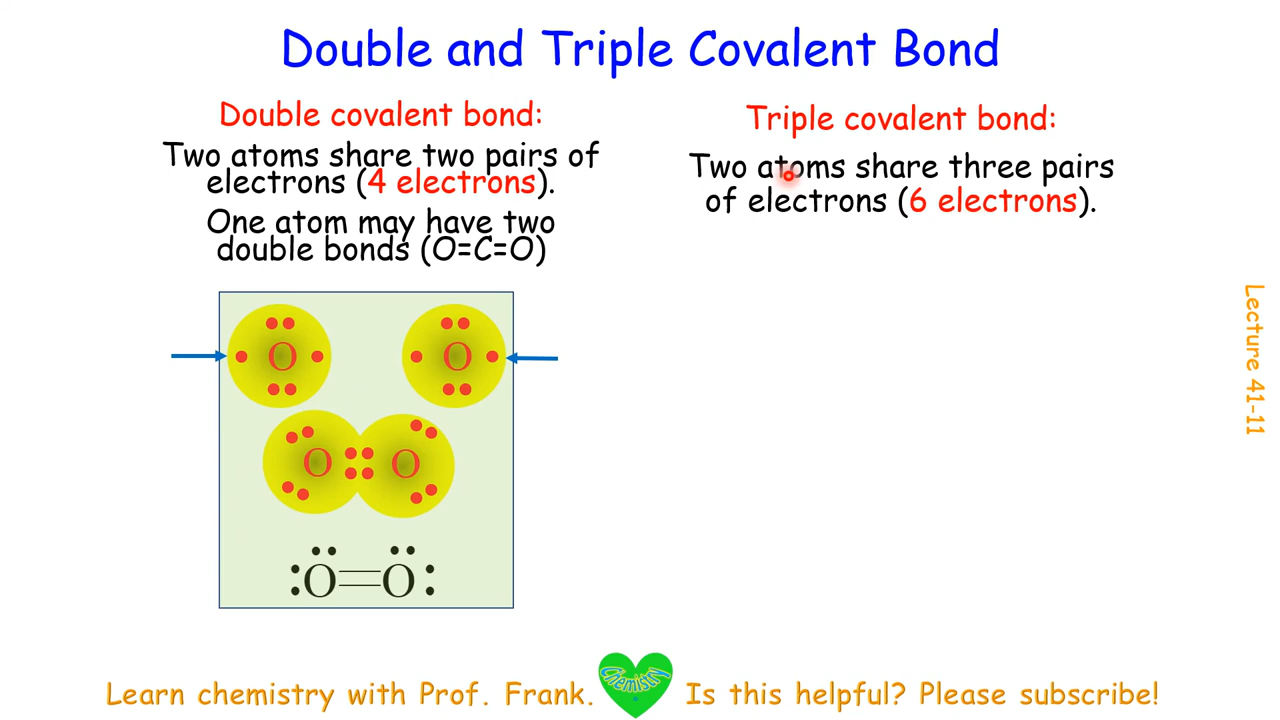 Double and Triple Covalent Bond
Double covalent bond:
Two atoms share two pairs of
electrons (4 electrons).
One atom may have two
double bonds (O=C=O)
Triple covalent bond:
Two atoms share three pairs
of electrons (6 electrons).
O O
O O
:O=O:
Lecture 41-11
Learn chemistry with Prof. Frank.
Chemistry
Is this helpful? Please subscribe!